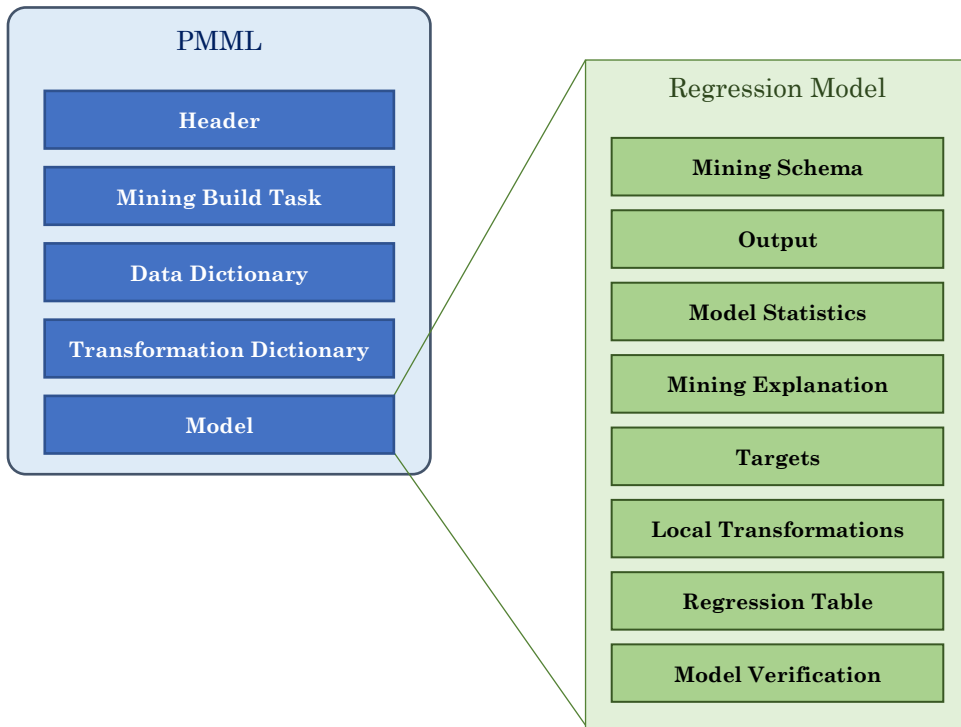 PMML
Header
Mining Build Task
Data Dictionary
Transformation Dictionary
Model
Regression Model
Mining Schema
Output
Model Statistics
Mining Explanation
Targets
Local Transformations
Regression Table
Model Verification